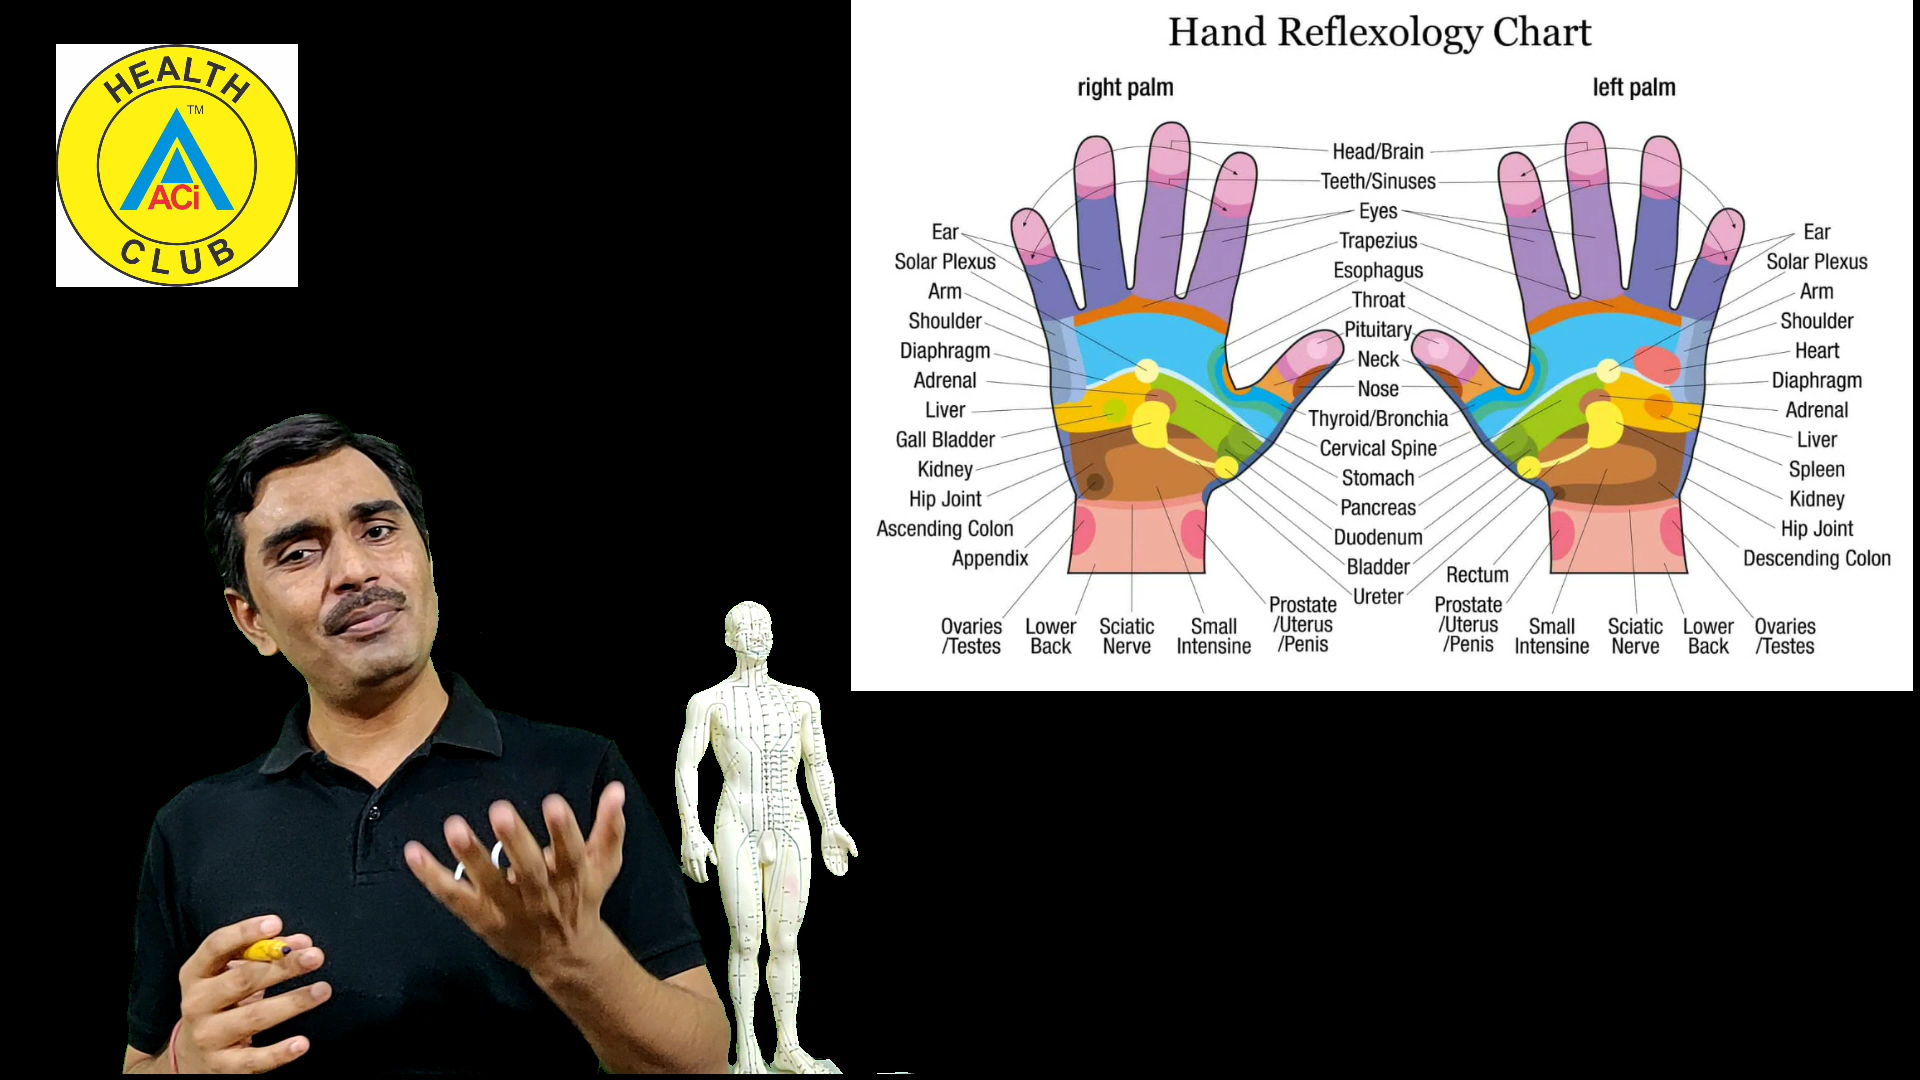 HEALTH
TM
ACi
CLUB
Hand Reflexology Chart
right palm
left palm
Head/Brain
Teeth/Sinuses
Eyes
Trapezius
Esophagus
Throat
Pituitary
Neck
Nose
Thyroid/Bronchia
Cervical Spine
Stomach
Pancreas
Duodenum
Bladder
Ureter
Ear
Solar Plexus
Arm
Shoulder
Diaphragm
Adrenal
Liver
Gall Bladder
Kidney
Hip Joint
Ascending Colon
Appendix
Ear
Solar Plexus
Arm
Shoulder
Heart
Diaphragm
Adrenal
Liver
Spleen
Kidney
Hip Joint
Descending Colon
Rectum
Ovaries
/Testes
Lower
Back
Sciatic
Nerve
Small
Intensine
Prostate
/Uterus
/Penis
Prostate
/Uterus
/Penis
Small
Intensine
Sciatic
Nerve
Lower
Back
Ovaries
/Testes